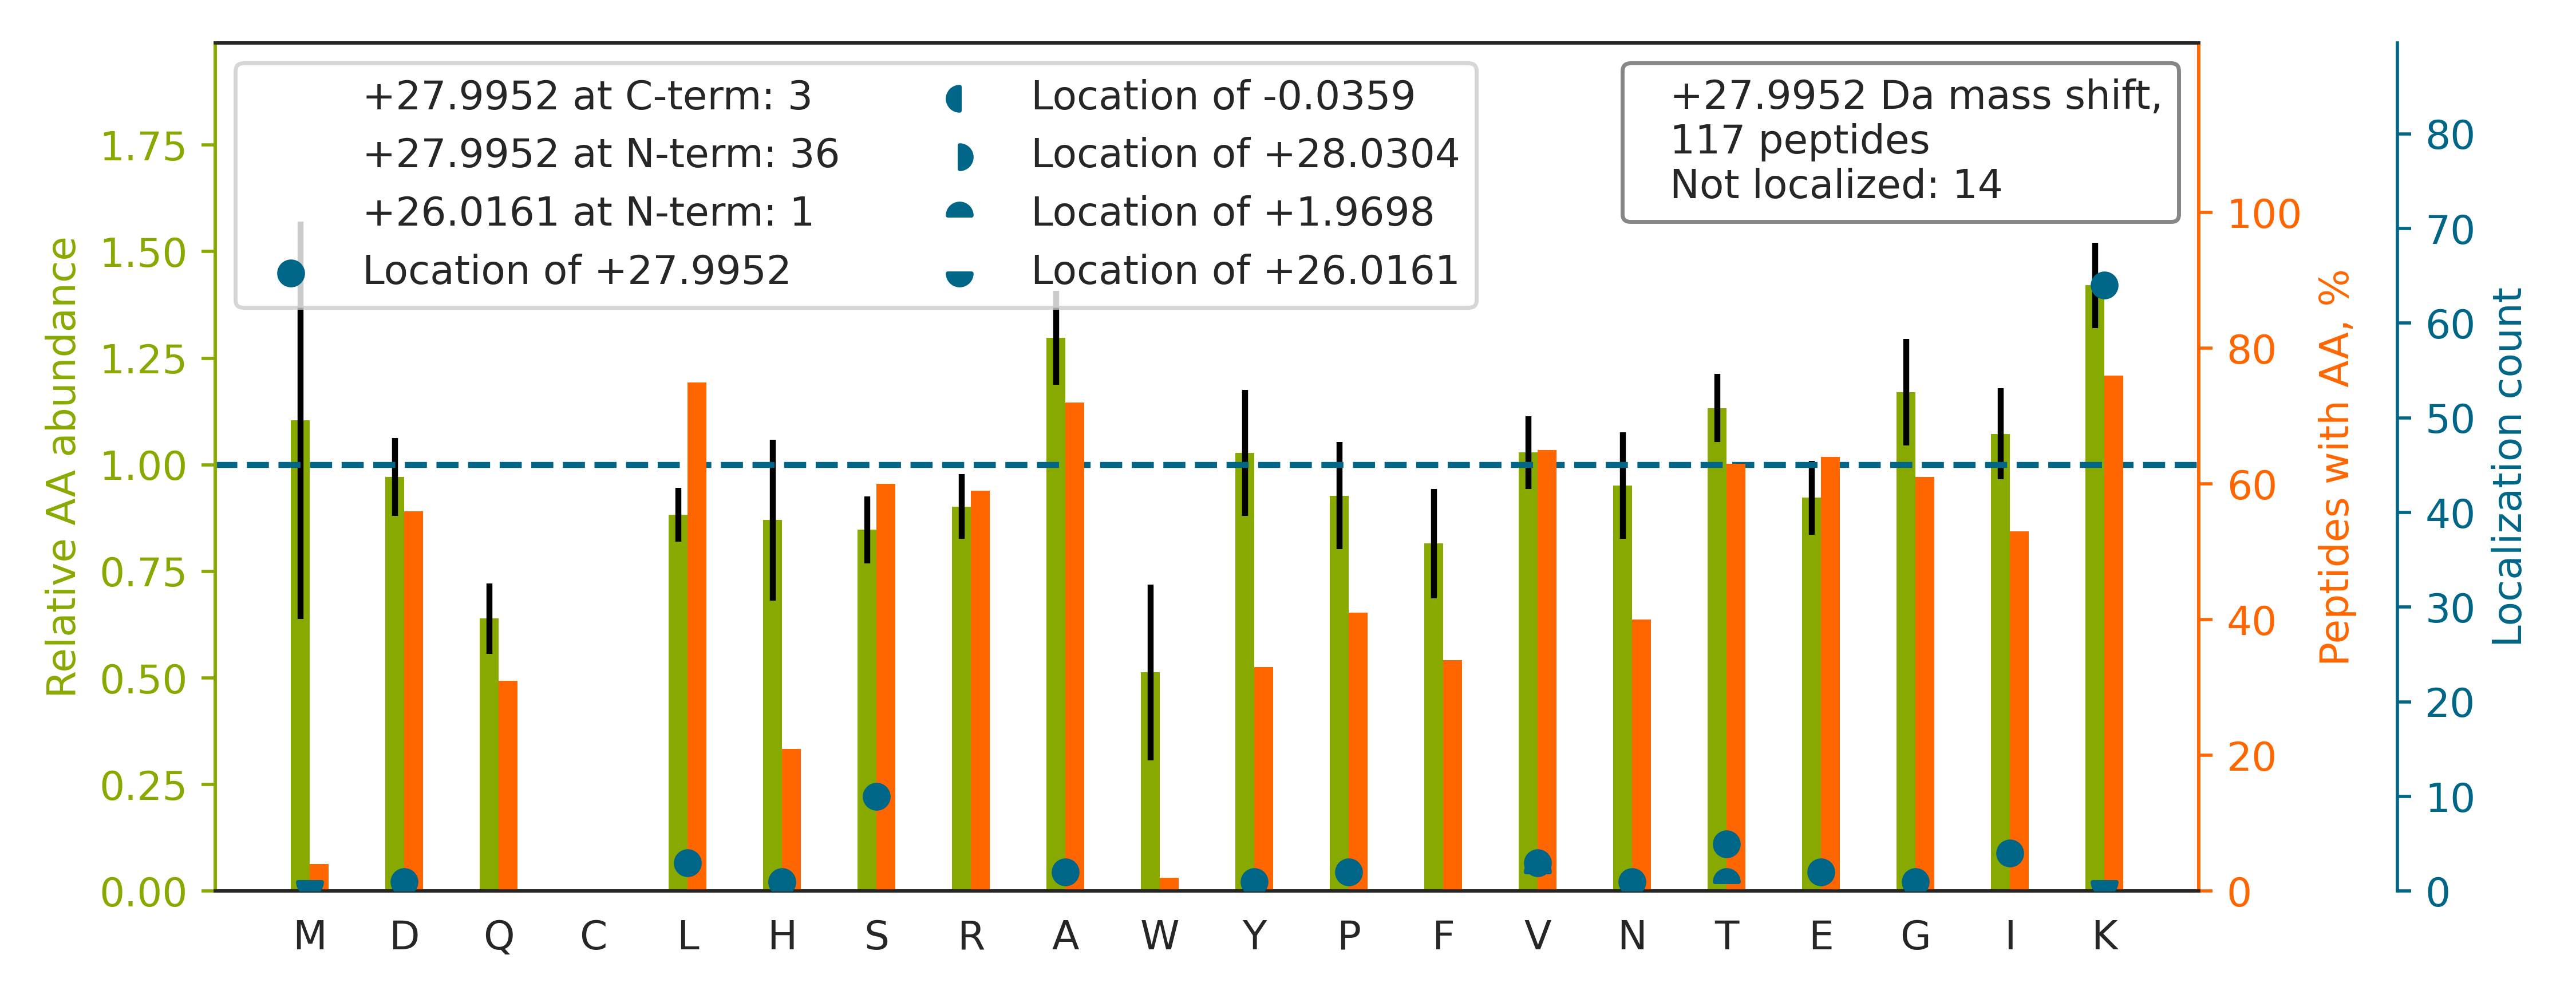 +27.9952 at C-term: 3
+27.9952 at N-term: 36
+26.0161 at N-term: 1
Location of +27.9952
Location of -0.0359
Location of +28.0304
Location of +1.9698
Location of +26.0161
+27.9952 Da mass shift,
117 peptides
Not localized: 14
Relative AA abundance
1.75
1.50
1.25
1.00
0.75
0.50
0.25
0.00
100
80
60
40
20
0
Peptides with AA, %
80
70
60
50
40
30
20
10
0
Localization count
M D Q C L H S R A W Y P F V N T E G I K